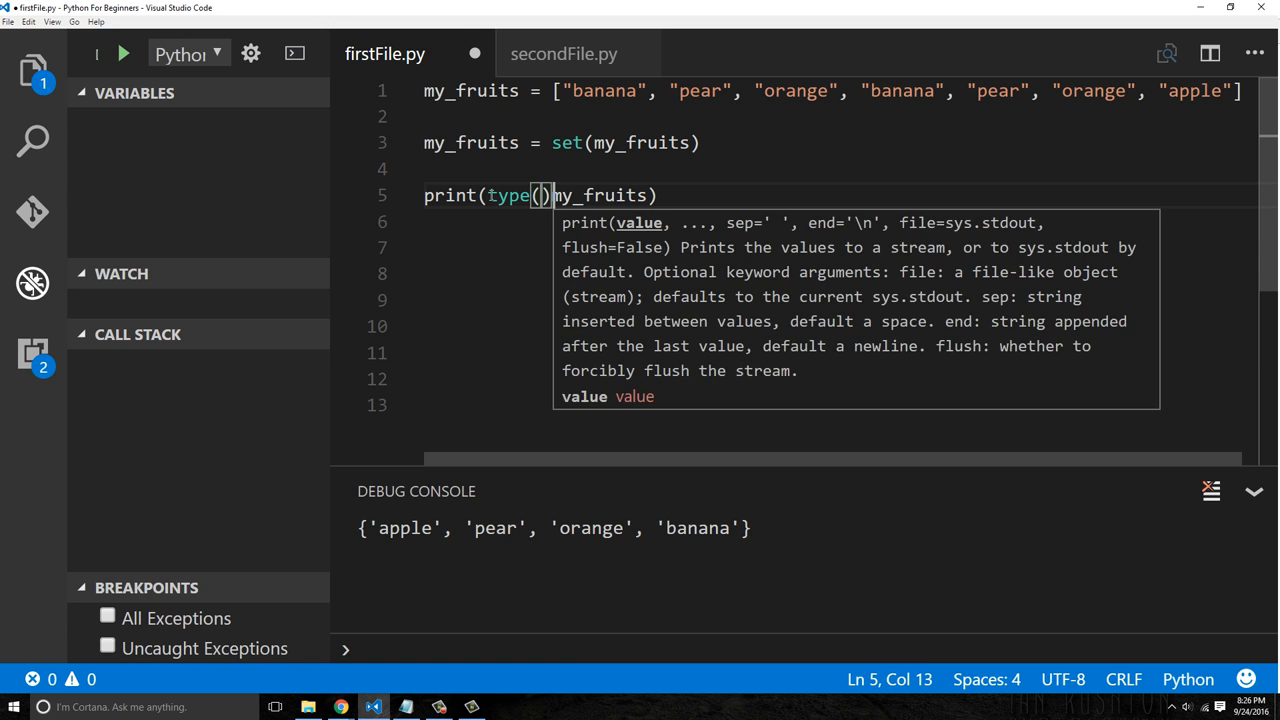 • firstFile.py - Python For Beginners - Visual Studio Code
File Edit View Go Help
Python
firstFile.py
secondFile.py
1
VARIABLES
1 my_fruits = ["banana", "pear", "orange", "banana", "pear", "orange", "apple"]
2
3 my_fruits = set(my_fruits)
4
5 print(type()my_fruits)
6
7
8
9
10
11
12
13
print(value, ..., sep=' ', end='\n', file=sys.stdout,
flush=False) Prints the values to a stream, or to sys.stdout by
default. Optional keyword arguments: file: a file-like object
(stream); defaults to the current sys.stdout. sep: string
inserted between values, default a space. end: string appended
after the last value, default a newline. flush: whether to
forcibly flush the stream.
value value
WATCH
CALL STACK
2
DEBUG CONSOLE
{'apple', 'pear', 'orange', 'banana'}
BREAKPOINTS
All Exceptions
Uncaught Exceptions
0 0
Ln 5, Col 13 Spaces: 4 UTF-8 CRLF Python
I'm Cortana. Ask me anything.
8:26 PM
9/24/2016